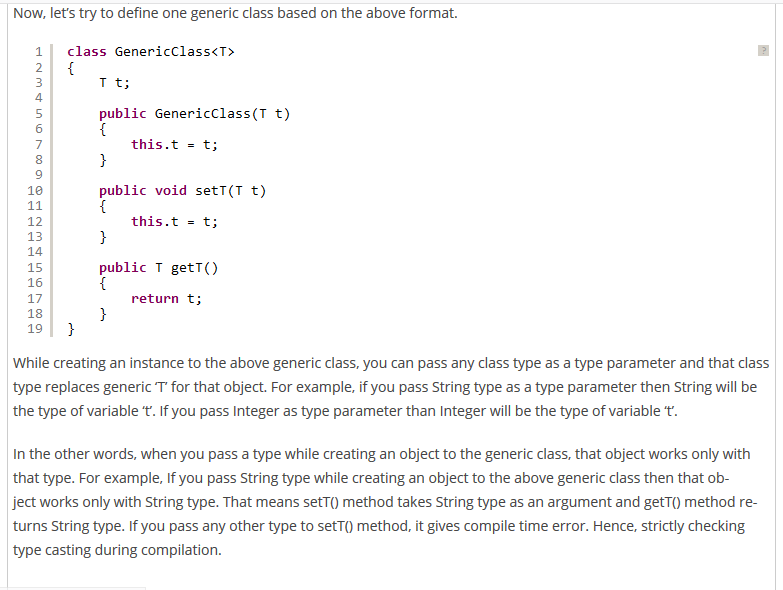 Now, let's try to define one generic class based on the above format.
1 class GenericClass<T>
2 {
3 T t;
4
5 public GenericClass(T t)
6 {
7 this.t = t;
8 }
9
10 public void setT(T t)
11 {
12 this.t = t;
13 }
14
15 public T getT()
16 {
17 return t;
18 }
19 }
?
While creating an instance to the above generic class, you can pass any class type as a type parameter and that class
type replaces generic 'T' for that object. For example, if you pass String type as a type parameter then String will be
the type of variable 't'. If you pass Integer as type parameter than Integer will be the type of variable 't'.
In the other words, when you pass a type while creating an object to the generic class, that object works only with
that type. For example, If you pass String type while creating an object to the above generic class then that ob-
ject works only with String type. That means setT() method takes String type as an argument and getT() method re-
turns String type. If you pass any other type to setT() method, it gives compile time error. Hence, strictly checking
type casting during compilation.